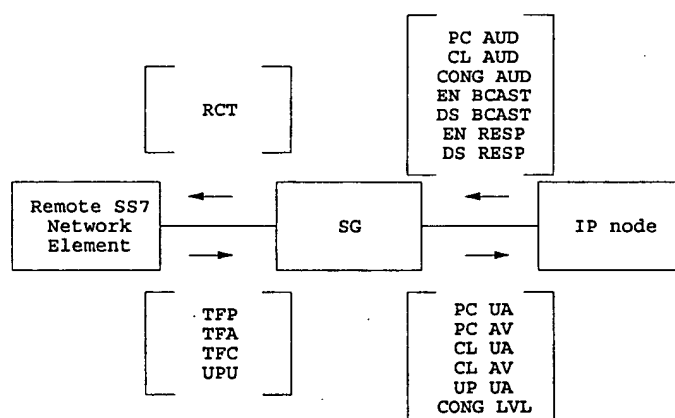 PC AUD
CL AUD
CONG AUD
EN BCAST
DS BCAST
EN RESP
DS RESP
RCT
Remote SS7
Network
Element
SG
IP node
TFP
TFA
TFC
UPU
PC UA
PC AV
CL UA
CL AV
UP UA
CONG LVL